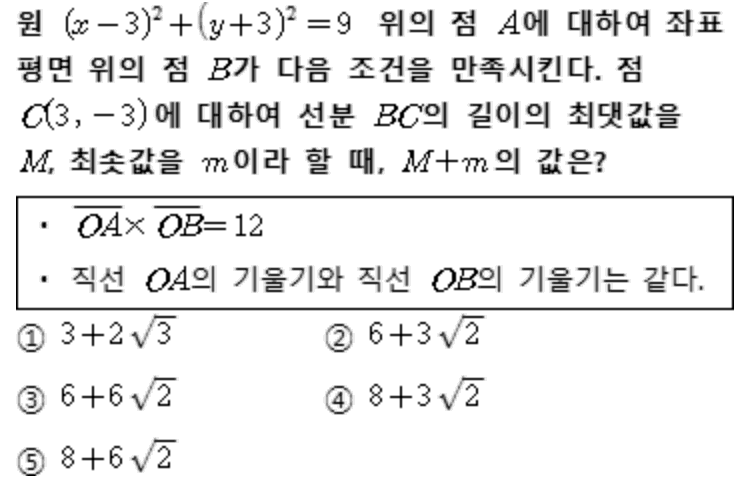 원 (x-3)²+(y+3)²=9 위의 점 A에 대하여 좌표
평면 위의 점 B가 다음 조건을 만족시킨다. 점
C(3, -3)에 대하여 선분 BC의 길이의 최댓값을
M, 최솟값을 m이라 할 때, M+m의 값은?
· \overline{OA}× \overline{OB}=12
· 직선 OA의 기울기와 직선 OB의 기울기는 같다.
① 3+2√3 ② 6+3√2
③ 6+6√2 ④ 8+3√2
⑤ 8+6√2